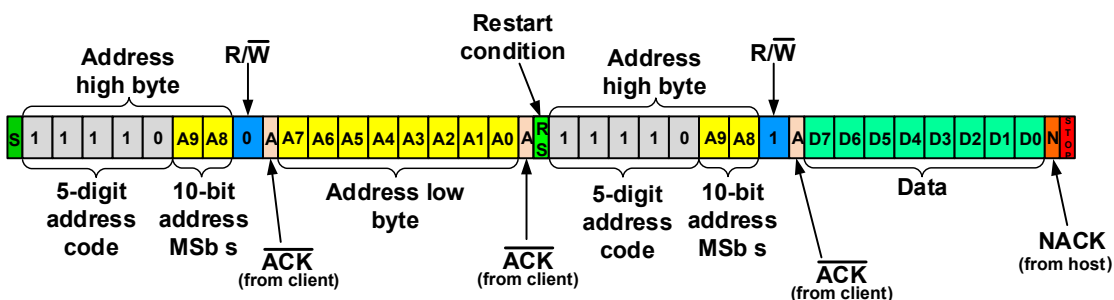 Address
high byte
R/W̅
Restart
condition
Address
high byte
R/W̅
S 1 1 1 1 0 A9 A8 0 A A7 A6 A5 A4 A3 A2 A1 A0 A RS 1 1 1 1 0 A9 A8 1 A D7 D6 D5 D4 D3 D2 D1 D0 N STOP
5-digit
address
code
10-bit
address
MSb s
Address low
byte
5-digit
address
code
10-bit
address
MSb s
Data
A̅C̅K̅
(from client)
A̅C̅K̅
(from client)
A̅C̅K̅
(from client)
NACK
(from host)